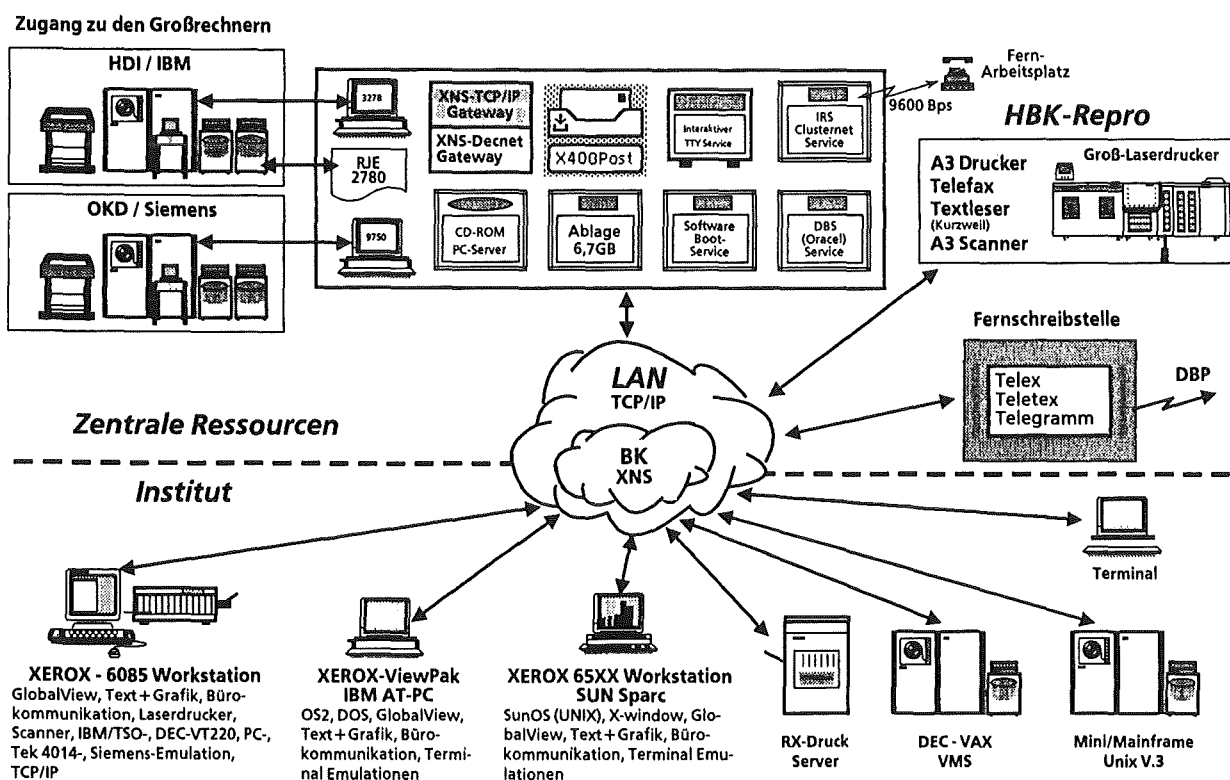 Zugang zu den Großrechnern
HDI / IBM
OKD / Siemens
3278
RJE
2780
9750
XNS-TCP/IP
Gateway
XNS-Decnet
Gateway
X400Post
Interaktiver
TTY Service
IRS
Clusternet
Service
CD-ROM
PC-Server
Ablage
6,7GB
Software
Boot-
Service
DBS
(Oracel)
Service
9600 Bps
Fern-
Arbeitsplatz
HBK-Repro
A3 Drucker
Telefax
Textleser
(Kurzweil)
A3 Scanner
Groß-Laserdrucker
Fernschreibstelle
Telex
Teletex
Telegramm
DBP
LAN
TCP/IP
BK
XNS
Zentrale Ressourcen
Institut
Terminal
XEROX - 6085 Workstation
GlobalView, Text+Grafik, Büro-
kommunikation, Laserdrucker,
Scanner, IBM/TSO-, DEC-VT220, PC-,
Tek 4014-, Siemens-Emulation,
TCP/IP
XEROX-ViewPak
IBM AT-PC
OS2, DOS, GlobalView,
Text+Grafik, Büro-
kommunikation, Termi-
nal Emulationen
XEROX 65XX Workstation
SUN Sparc
SunOS (UNIX), X-window, Glo-
balView, Text+Grafik, Büro-
kommunikation, Terminal Emu-
lationen
RX-Druck
Server
DEC - VAX
VMS
Mini/Mainframe
Unix V.3